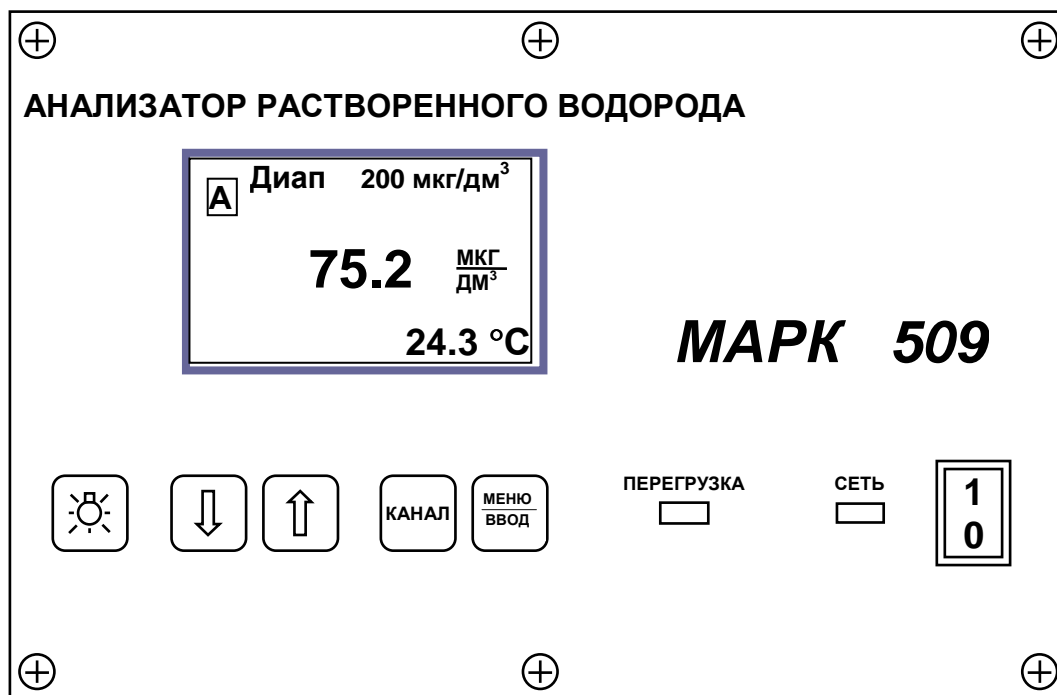 АНАЛИЗАТОР РАСТВОРЕННОГО ВОДОРОДА
А Диап 200 мкг/дм³
75.2 МКГ/ДМ³
24.3 °C
МАРК 509
КАНАЛ
МЕНЮ
ВВОД
ПЕРЕГРУЗКА
СЕТЬ
1
0